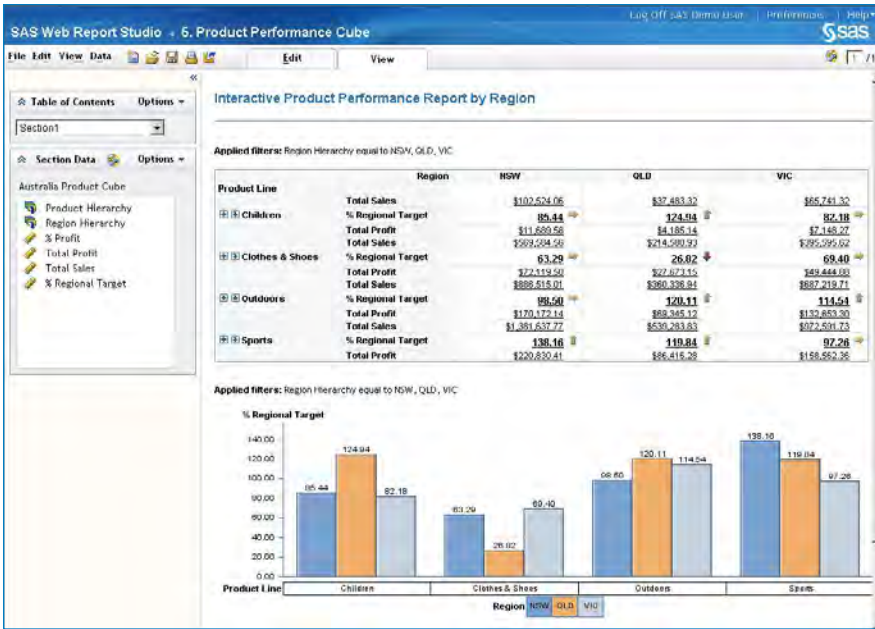 Log Off SAS Demo User | Preferences | Help
SAS Web Report Studio - 5. Product Performance Cube
sas
File Edit View Data
Edit
View
1 /1
Table of Contents Options
Section1
Section Data Options
Australia Product Cube
Product Hierarchy
Region Hierarchy
% Profit
Total Profit
Total Sales
% Regional Target
Interactive Product Performance Report by Region
Applied filters: Region Hierarchy equal to NSW, QLD, VIC
Region NSW QLD VIC
Product Line
Total Sales $102,524.06 $37,483.32 $65,741.32
Children % Regional Target 85.44 124.94 82.18
Total Profit $11,689.58 $4,185.14 $7,148.27
Total Sales $569,584.58 $214,580.93 $395,595.62
Clothes & Shoes % Regional Target 63.29 26.82 69.40
Total Profit $72,119.50 $27,673.15 $49,444.88
Total Sales $886,515.01 $360,336.94 $687,219.71
Outdoors % Regional Target 98.50 120.11 114.54
Total Profit $170,172.14 $69,345.12 $132,653.30
Total Sales $1,381,637.77 $539,283.83 $972,591.73
Sports % Regional Target 138.16 119.84 97.26
Total Profit $220,830.41 $86,416.28 $158,562.36
Applied filters: Region Hierarchy equal to NSW, QLD, VIC
% Regional Target
140.00
120.00
100.00
80.00
60.00
40.00
20.00
0.00
85.44 124.94 82.18
63.29 26.82 69.40
98.50 120.11 114.54
138.16 119.84 97.26
Product Line Children Clothes & Shoes Outdoors Sports
Region NSW QLD VIC